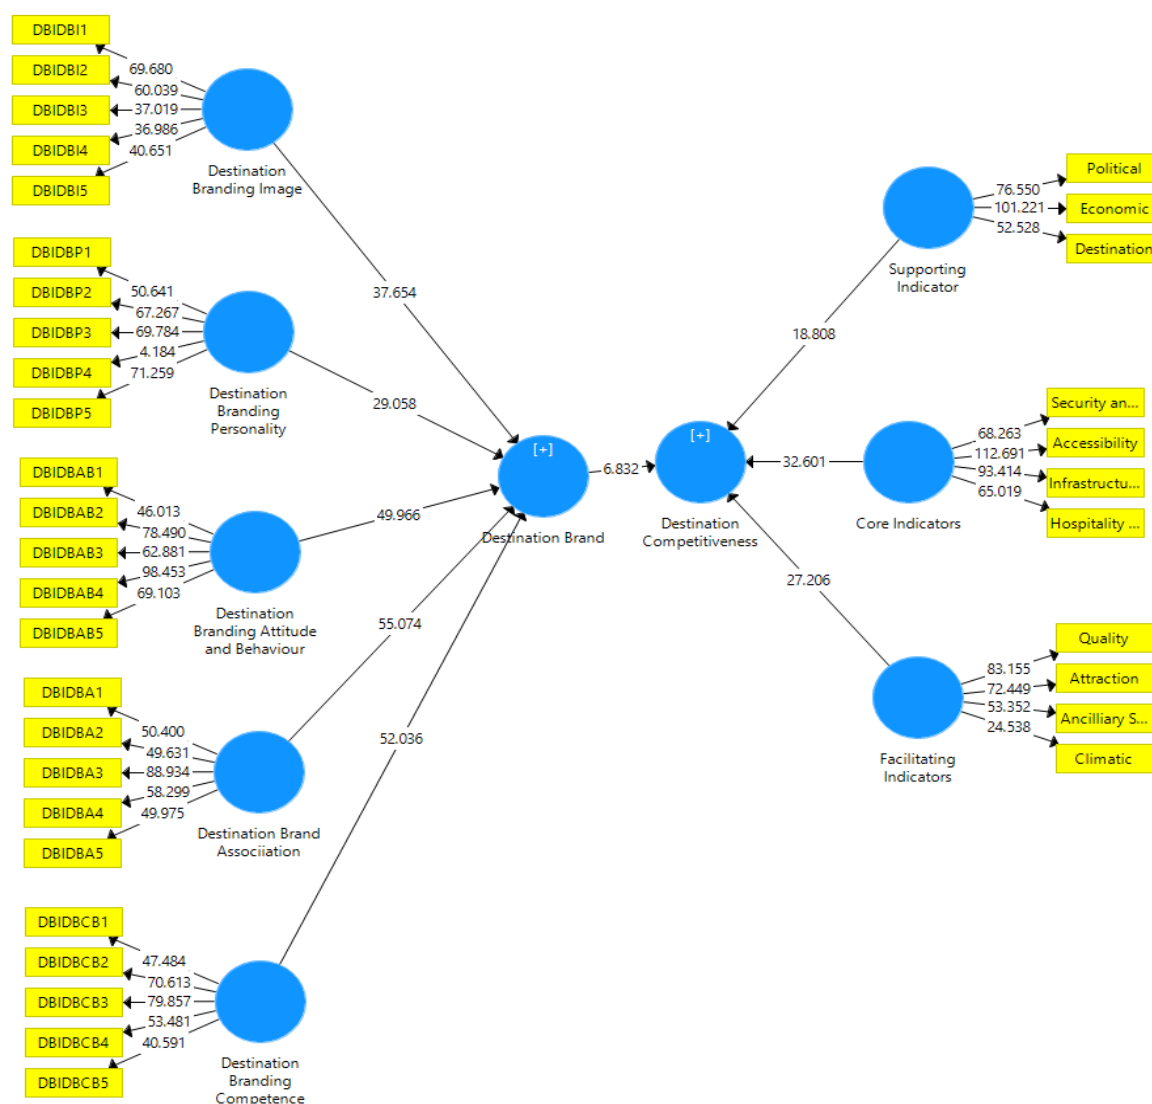 DBIDBI1
DBIDBI2
DBIDBI3
DBIDBI4
DBIDBI5
69.680
60.039
37.019
36.986
40.651
Destination
Branding Image
37.654
DBIDBP1
DBIDBP2
DBIDBP3
DBIDBP4
DBIDBP5
50.641
67.267
69.784
4.184
71.259
Destination
Branding
Personality
29.058
DBIDBAB1
DBIDBAB2
DBIDBAB3
DBIDBAB4
DBIDBAB5
46.013
78.490
62.881
98.453
69.103
Destination
Branding Attitude
and Behaviour
49.966
DBIDBA1
DBIDBA2
DBIDBA3
DBIDBA4
DBIDBA5
50.400
49.631
88.934
58.299
49.975
Destination Brand
Associiation
55.074
DBIDBCB1
DBIDBCB2
DBIDBCB3
DBIDBCB4
DBIDBCB5
47.484
70.613
79.857
53.481
40.591
Destination
Branding
Competence
52.036
[+]
Destination Brand
6.832
[+]
Destination
Competitiveness
18.808
32.601
27.206
Supporting
Indicator
76.550
101.221
52.528
Political
Economic
Destination
Core Indicators
68.263
112.691
93.414
65.019
Security an...
Accessibility
Infrastructu...
Hospitality ...
Facilitating
Indicators
83.155
72.449
53.352
24.538
Quality
Attraction
Ancilliary S...
Climatic